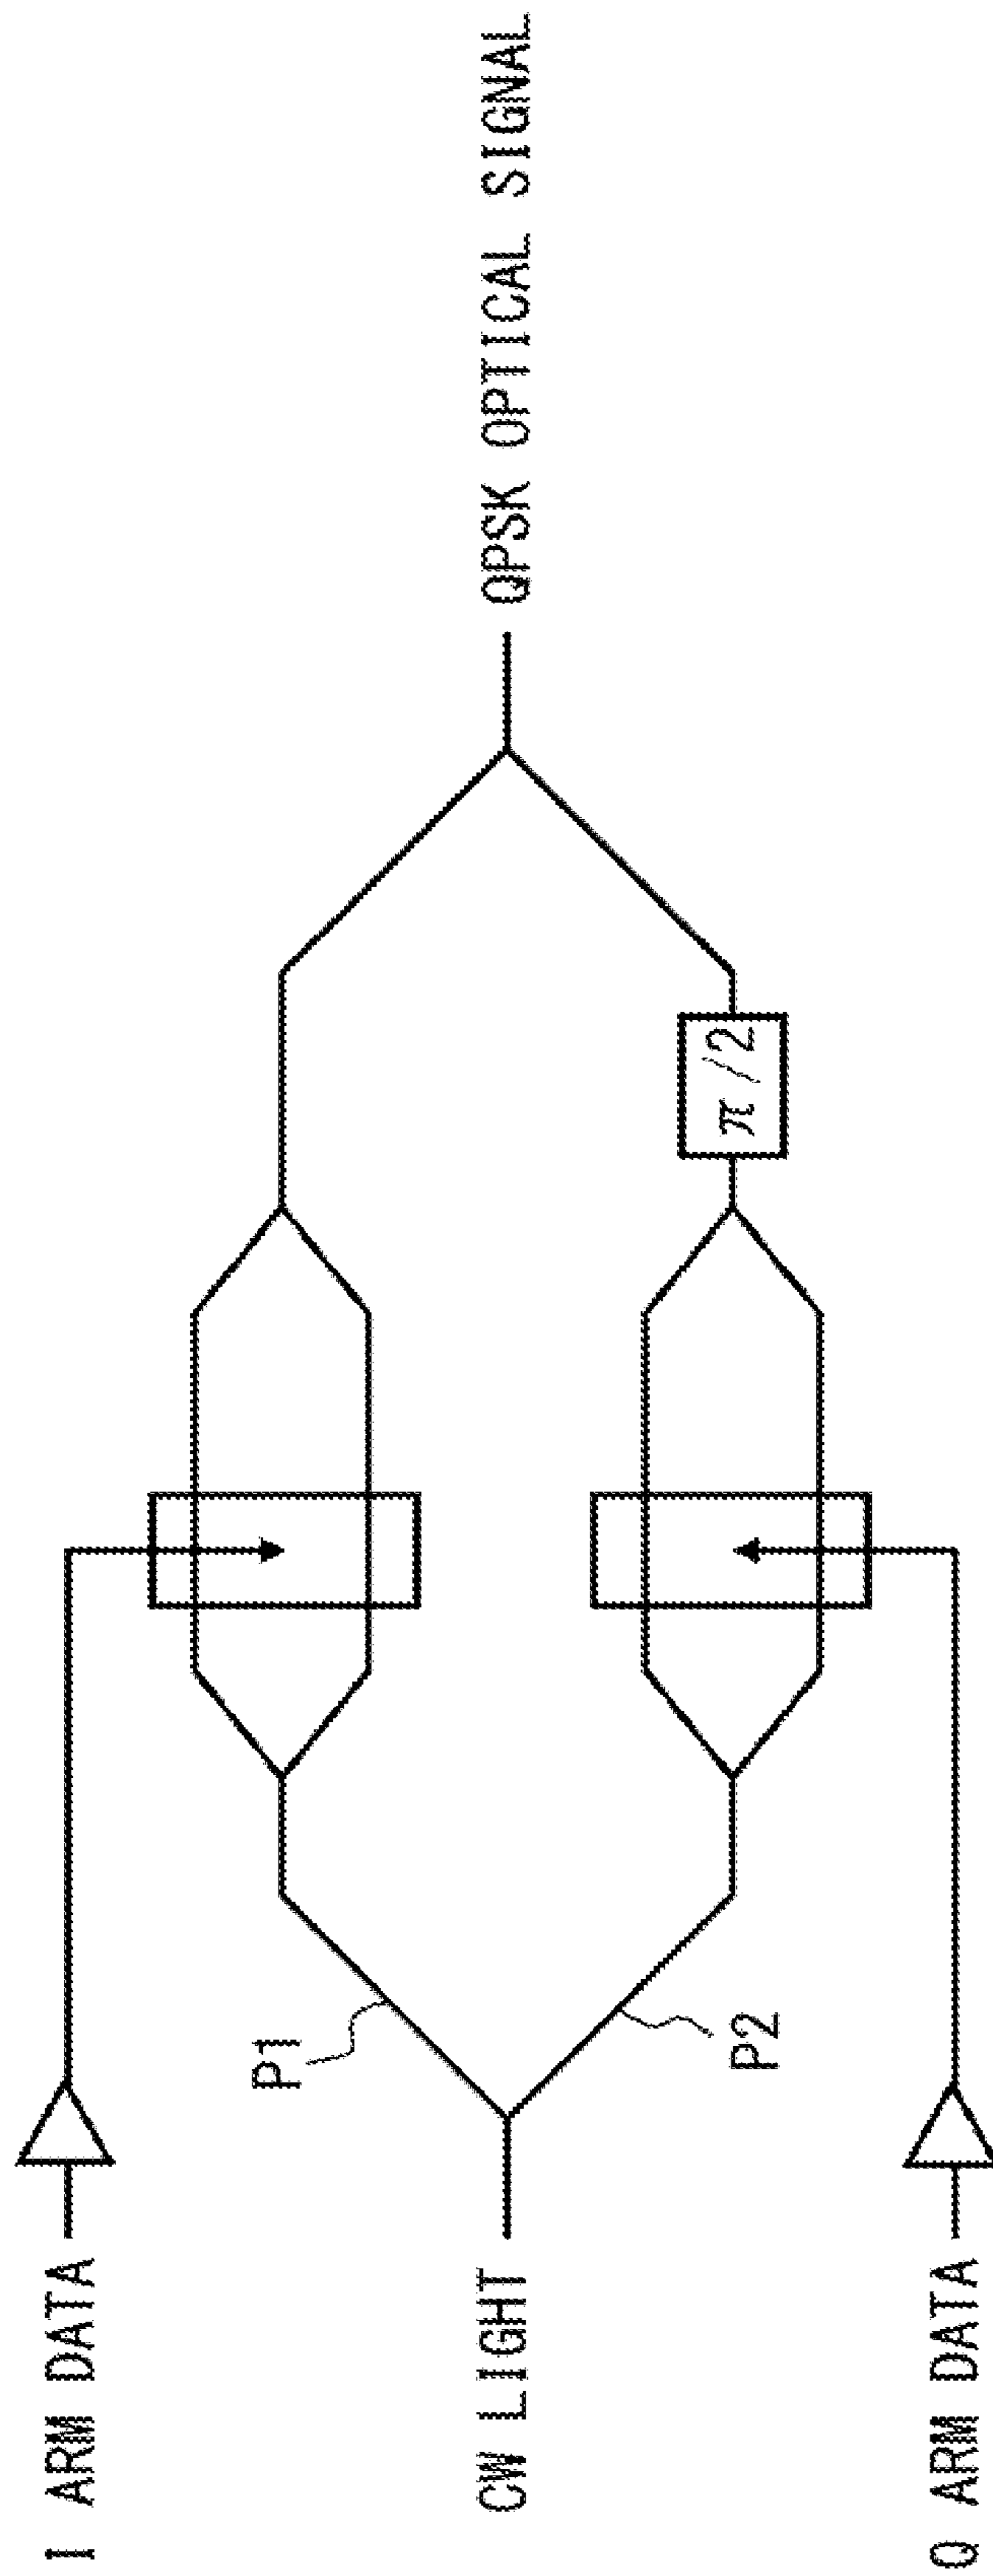 I ARM DATA
P1
CW LIGHT
QPSK OPTICAL SIGNAL
P2
π/2
Q ARM DATA